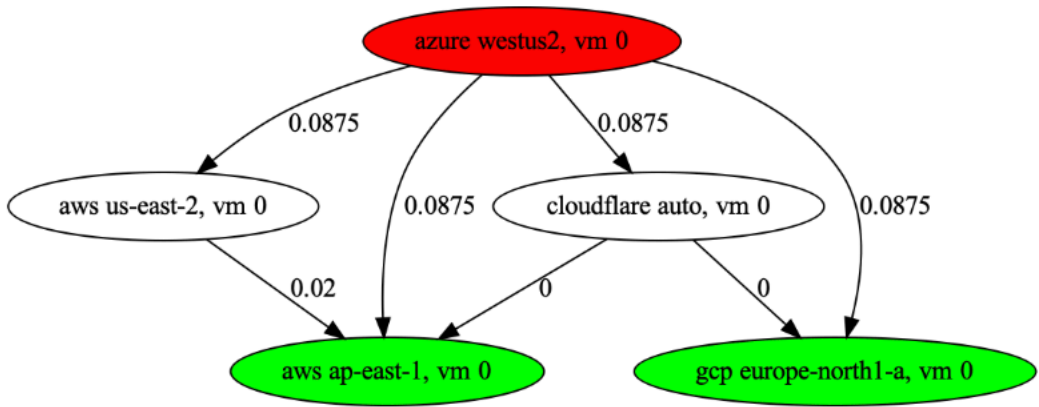 azure westus2, vm 0
0.0875
0.0875
aws us-east-2, vm 0
0.0875
cloudflare auto, vm 0
0.0875
0.02
0
0
aws ap-east-1, vm 0
gcp europe-north1-a, vm 0